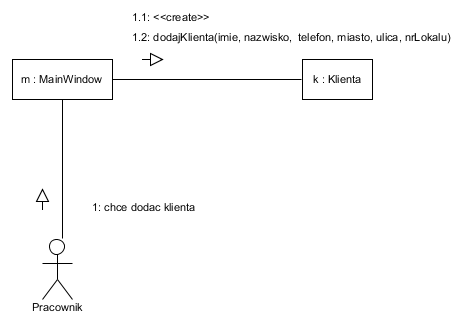 1.1: <<create>>
1.2: dodajKlienta(imie, nazwisko, telefon, miasto, ulica, nrLokalu)
m : MainWindow
k : Klienta
1: chce dodac klienta
Pracownik